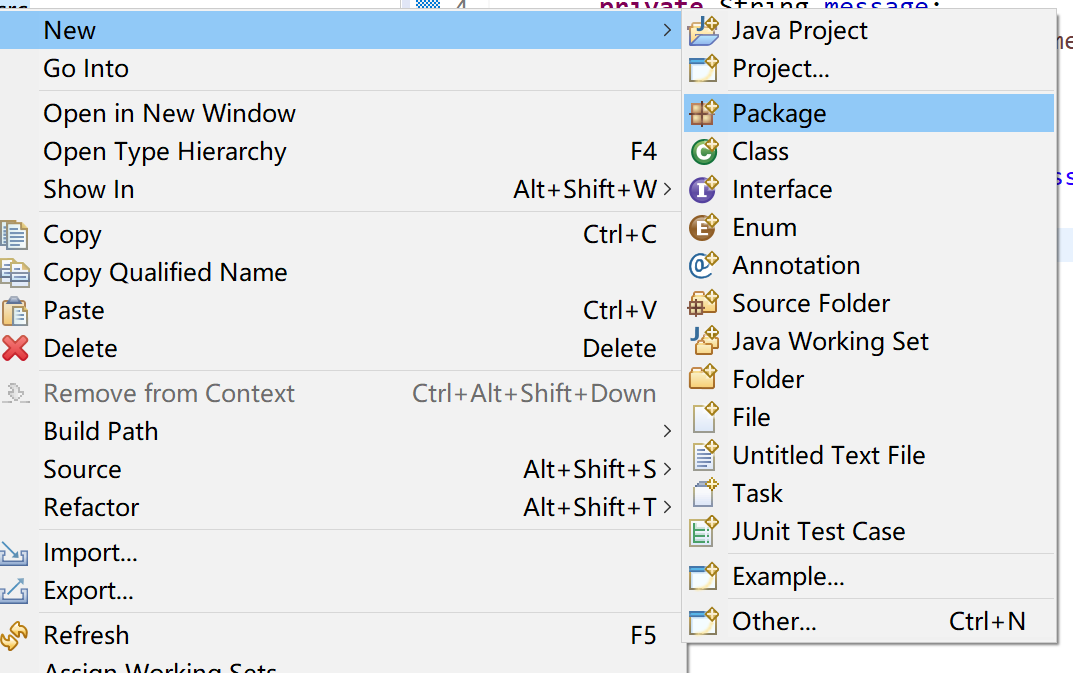 src
4 private String message;
New
Go Into
Open in New Window
Open Type Hierarchy F4
Show In Alt+Shift+W
Copy Ctrl+C
Copy Qualified Name
Paste Ctrl+V
Delete Delete
Remove from Context Ctrl+Alt+Shift+Down
Build Path
Source Alt+Shift+S
Refactor Alt+Shift+T
Import...
Export...
Refresh F5
Assign Working Sets...
Java Project
Project...
Package
Class
Interface
Enum
Annotation
Source Folder
Java Working Set
Folder
File
Untitled Text File
Task
JUnit Test Case
Example...
Other... Ctrl+N